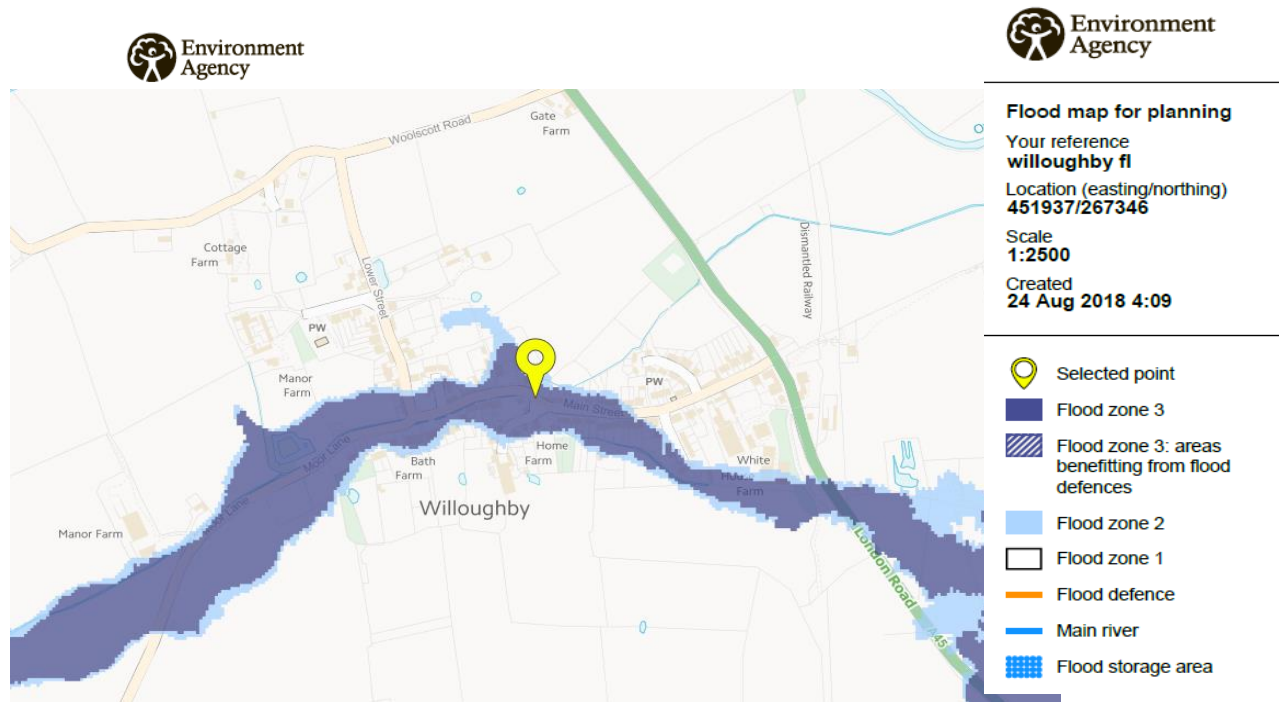 Environment
Agency
Woolscott Road
Gate
Farm
Cottage
Farm
Lower Street
Dismantled Railway
PW
Manor
Farm
PW
Main Street
Moor Lane
Home
Farm
Bath
Farm
White
Farm
Willoughby
Manor Farm
Lane
London Road
A45
Environment
Agency
Flood map for planning
Your reference
willoughby fl
Location (easting/northing)
451937/267346
Scale
1:2500
Created
24 Aug 2018 4:09
Selected point
Flood zone 3
Flood zone 3: areas
benefitting from flood
defences
Flood zone 2
Flood zone 1
Flood defence
Main river
Flood storage area